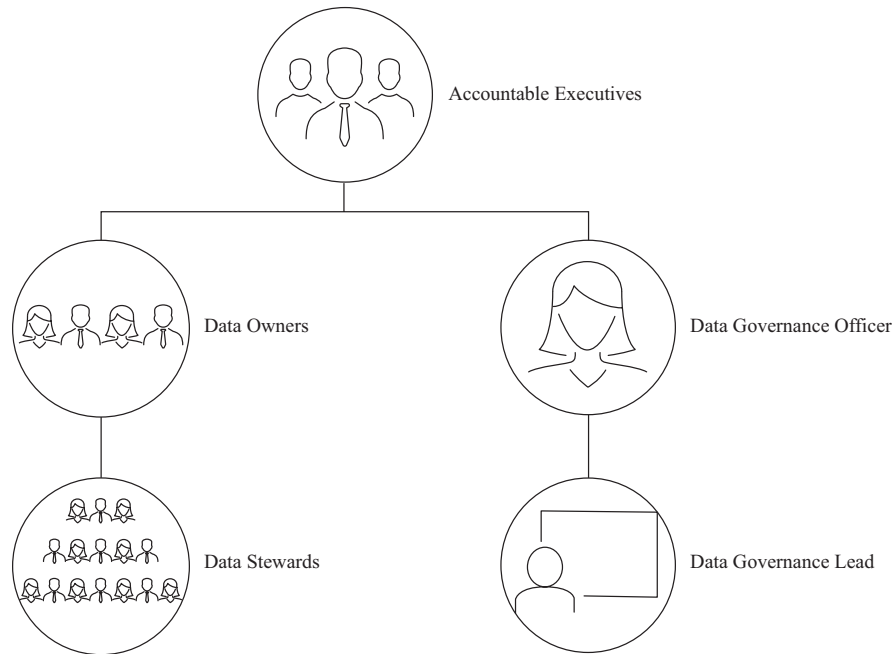 Accountable Executives
Data Owners
Data Governance Officer
Data Stewards
Data Governance Lead